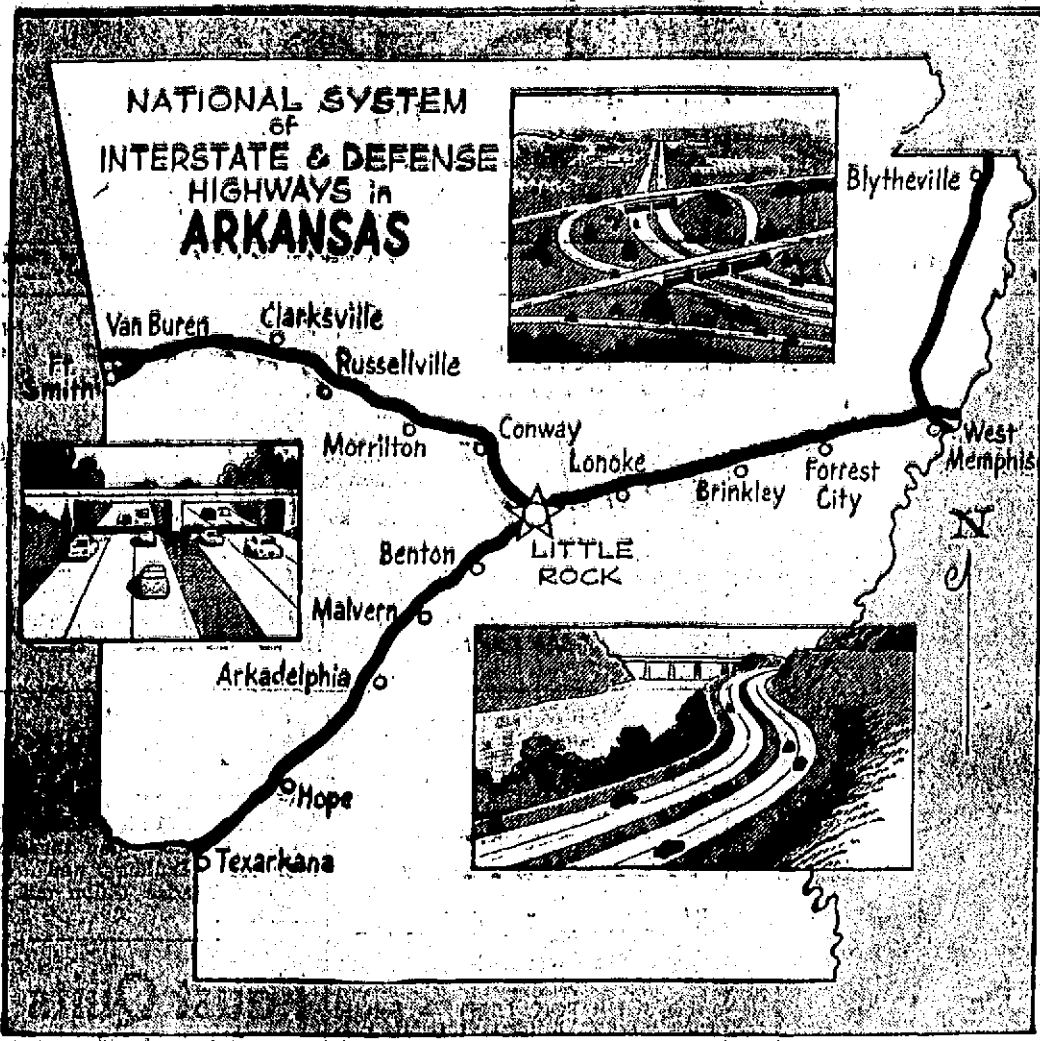 NATIONAL SYSTEM
of
INTERSTATE & DEFENSE
HIGHWAYS in
ARKANSAS
Blytheville
Van Buren
Clarksville
Ft.
Smith
Russellville
Morrilton
Conway
Lonoke
Brinkley
Forrest
City
West
Memphis
N
LITTLE
ROCK
Benton
Malvern
Arkadelphia
Hope
Texarkana